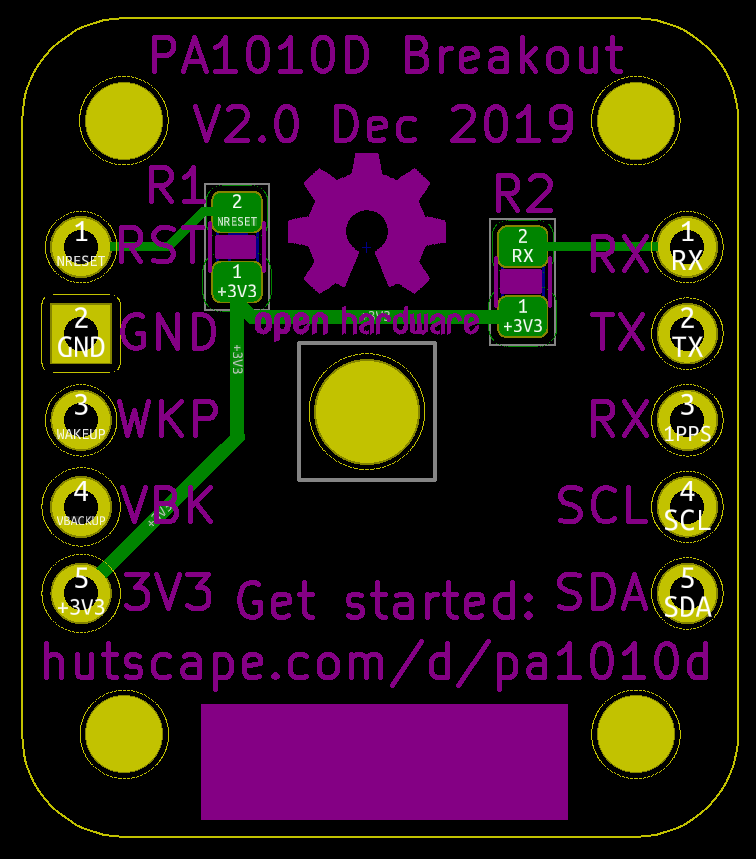 PA1010D Breakout
V2.0 Dec 2019
R1
2
NRESET
1
+3V3
R2
2
RX
1
+3V3
open hardware
+3V3
+3V3
1
NRESET
RST
2
GND
GND
3
WAKEUP
WKP
4
VBACKUP
VBK
5
+3V3
3V3
RX
1
RX
TX
2
TX
RX
3
1PPS
SCL
4
SCL
SDA
5
SDA
Get started:
hutscape.com/d/pa1010d